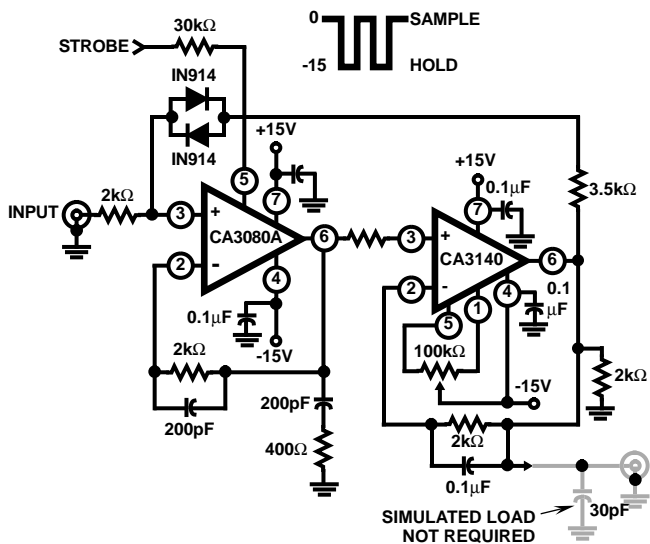 30kΩ
0
SAMPLE
STROBE
-15
HOLD
IN914
IN914
+15V
+15V
0.1µF
3.5kΩ
2kΩ
INPUT
5
7
7
3
+
CA3080A
6
3
+
CA3140
6
2
-
4
2
-
4
0.1
µF
5
1
0.1µF
-15V
100kΩ
-15V
2kΩ
2kΩ
200pF
200pF
400Ω
2kΩ
0.1µF
30pF
SIMULATED LOAD
NOT REQUIRED